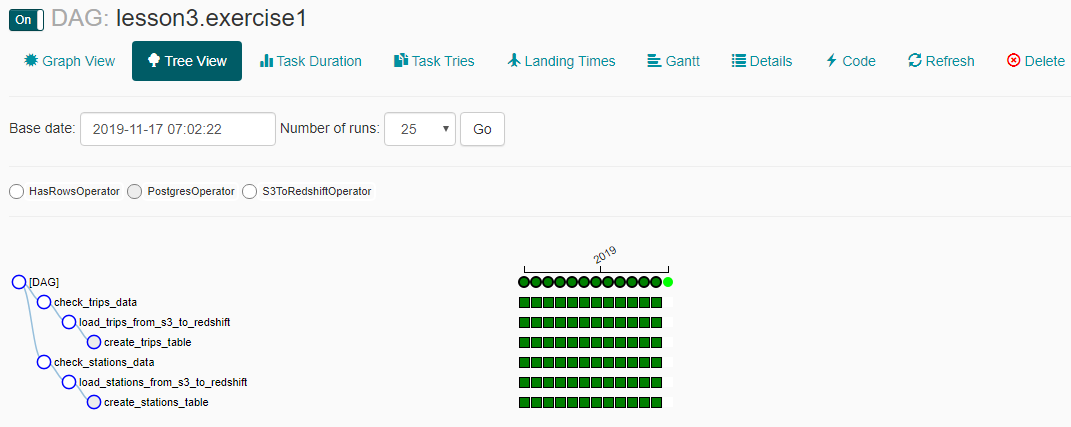 On DAG: lesson3.exercise1
Graph View Tree View Task Duration Task Tries Landing Times Gantt Details Code Refresh Delete
Base date: 2019-11-17 07:02:22 Number of runs: 25 Go
HasRowsOperator PostgresOperator S3ToRedshiftOperator
2019
[DAG]
check_trips_data
load_trips_from_s3_to_redshift
create_trips_table
check_stations_data
load_stations_from_s3_to_redshift
create_stations_table